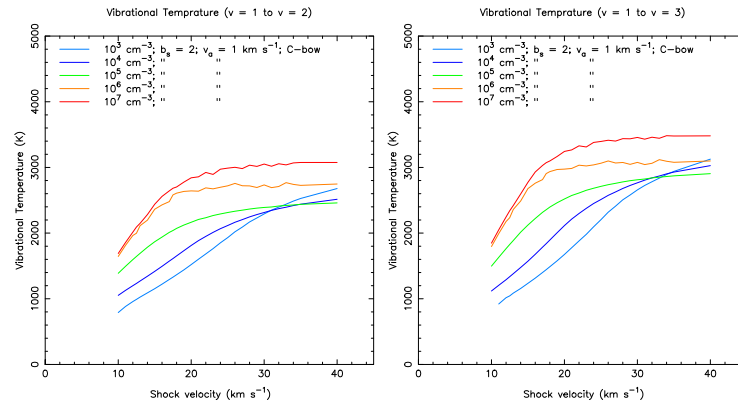 Vibrational Temprature (v = 1 to v = 2)
5000
4000
3000
2000
1000
0
Vibrational Temperature (K)
10³ cm⁻³; bₛ = 2; vₐ = 1 km s⁻¹; C−bow
10⁴ cm⁻³, " "
10⁵ cm⁻³; " "
10⁶ cm⁻³; " "
10⁷ cm⁻³, " "
0 10 20 30 40
Shock velocity (km s⁻¹)
Vibrational Temprature (v = 1 to v = 3)
5000
4000
3000
2000
1000
0
Vibrational Temperature (K)
10³ cm⁻³; bₛ = 2; vₐ = 1 km s⁻¹; C−bow
10⁴ cm⁻³, " "
10⁵ cm⁻³; " "
10⁶ cm⁻³; " "
10⁷ cm⁻³, " "
0 10 20 30 40
Shock velocity (km s⁻¹)